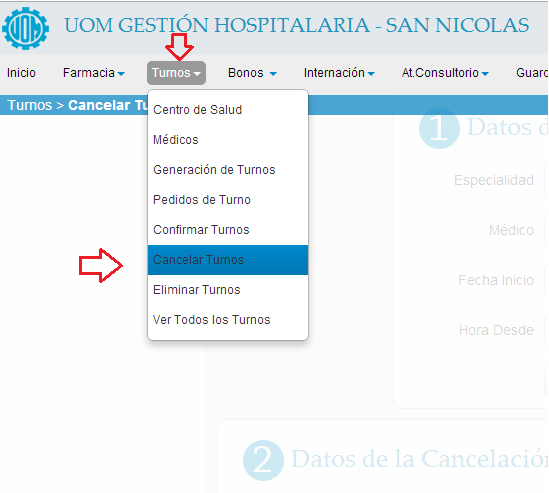 UOM
UOM GESTIÓN HOSPITALARIA - SAN NICOLAS
Inicio Farmacia Turnos Bonos Internación At.Consultorio Guar
Turnos > Cancelar Tu
Centro de Salud
Médicos
Generación de Turnos
Pedidos de Turno
Confirmar Turnos
Cancelar Turnos
Eliminar Turnos
Ver Todos los Turnos
1 Datos d
Especialidad
Médico
Fecha Inicio
Hora Desde
2 Datos de la Cancelación